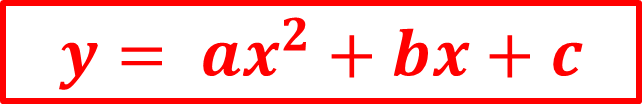 y = ax² + bx + c